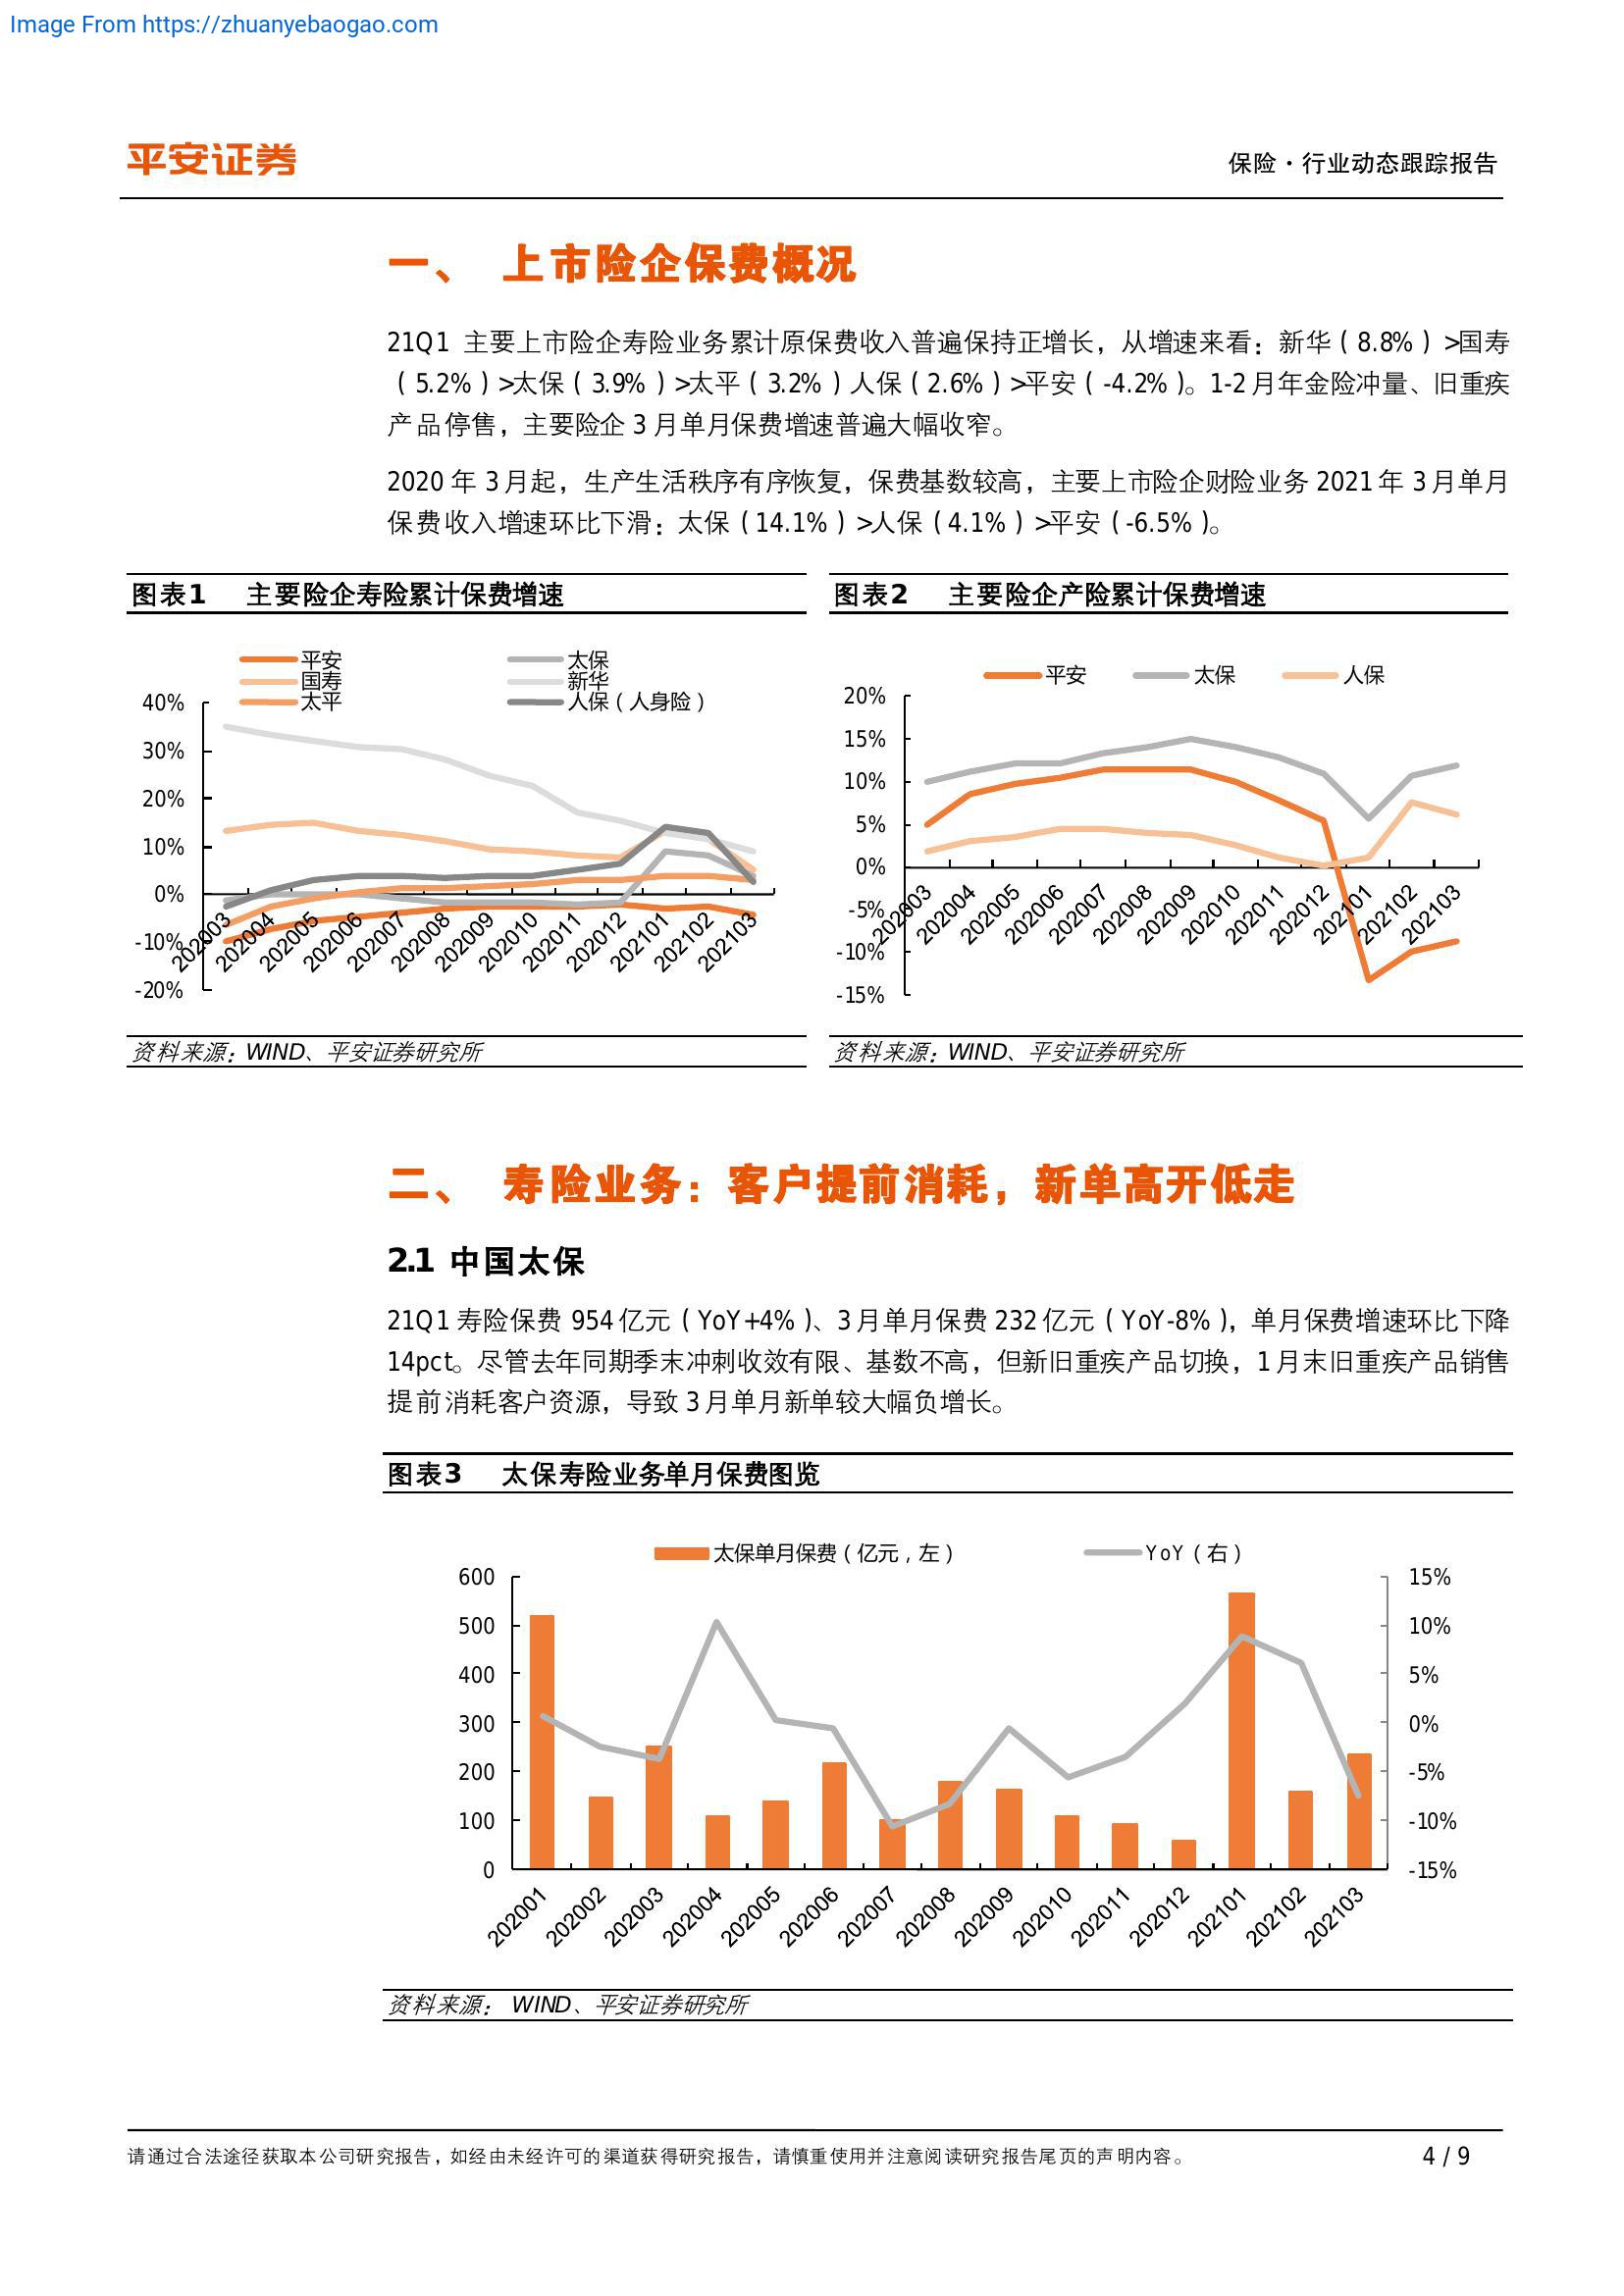 Image From https://zhuanyebaogao.com
平安证券
保险·行业动态跟踪报告
一、 上市险企保费概况
21Q1 主要上市险企寿险业务累计原保费收入普遍保持正增长，从增速来看：新华（8.8%）>国寿
（5.2%）>太保（3.9%）>太平（3.2%）人保（2.6%）>平安（-4.2%）。1-2 月年金险冲量、旧重疾
产品停售，主要险企 3 月单月保费增速普遍大幅收窄。
2020 年 3 月起，生产生活秩序有序恢复，保费基数较高，主要上市险企财险业务 2021 年 3 月单月
保费收入增速环比下滑：太保（14.1%）>人保（4.1%）>平安（-6.5%）。
图表1 主要险企寿险累计保费增速
平安 太保
国寿 新华
太平 人保（人身险）
40%
30%
20%
10%
0%
-10%
-20%
202003 202004 202005 202006 202007 202008 202009 202010 202011 202012 202101 202102 202103
资料来源：WIND、平安证券研究所
图表2 主要险企产险累计保费增速
平安 太保 人保
20%
15%
10%
5%
0%
-5%
-10%
-15%
202003 202004 202005 202006 202007 202008 202009 202010 202011 202012 202101 202102 202103
资料来源：WIND、平安证券研究所
二、 寿险业务：客户提前消耗，新单高开低走
2.1 中国太保
21Q1 寿险保费 954 亿元（YoY+4%）、3 月单月保费 232 亿元（YoY-8%），单月保费增速环比下降
14pct。尽管去年同期季末冲刺收效有限、基数不高，但新旧重疾产品切换，1 月末旧重疾产品销售
提前消耗客户资源，导致 3 月单月新单较大幅负增长。
图表3 太保寿险业务单月保费图览
太保单月保费（亿元，左） YoY（右）
600
500
400
300
200
100
0
15%
10%
5%
0%
-5%
-10%
-15%
202001 202002 202003 202004 202005 202006 202007 202008 202009 202010 202011 202012 202101 202102 202103
资料来源： WIND、平安证券研究所
请通过合法途径获取本公司研究报告，如经由未经许可的渠道获得研究报告，请慎重使用并注意阅读研究报告尾页的声明内容。
4 / 9